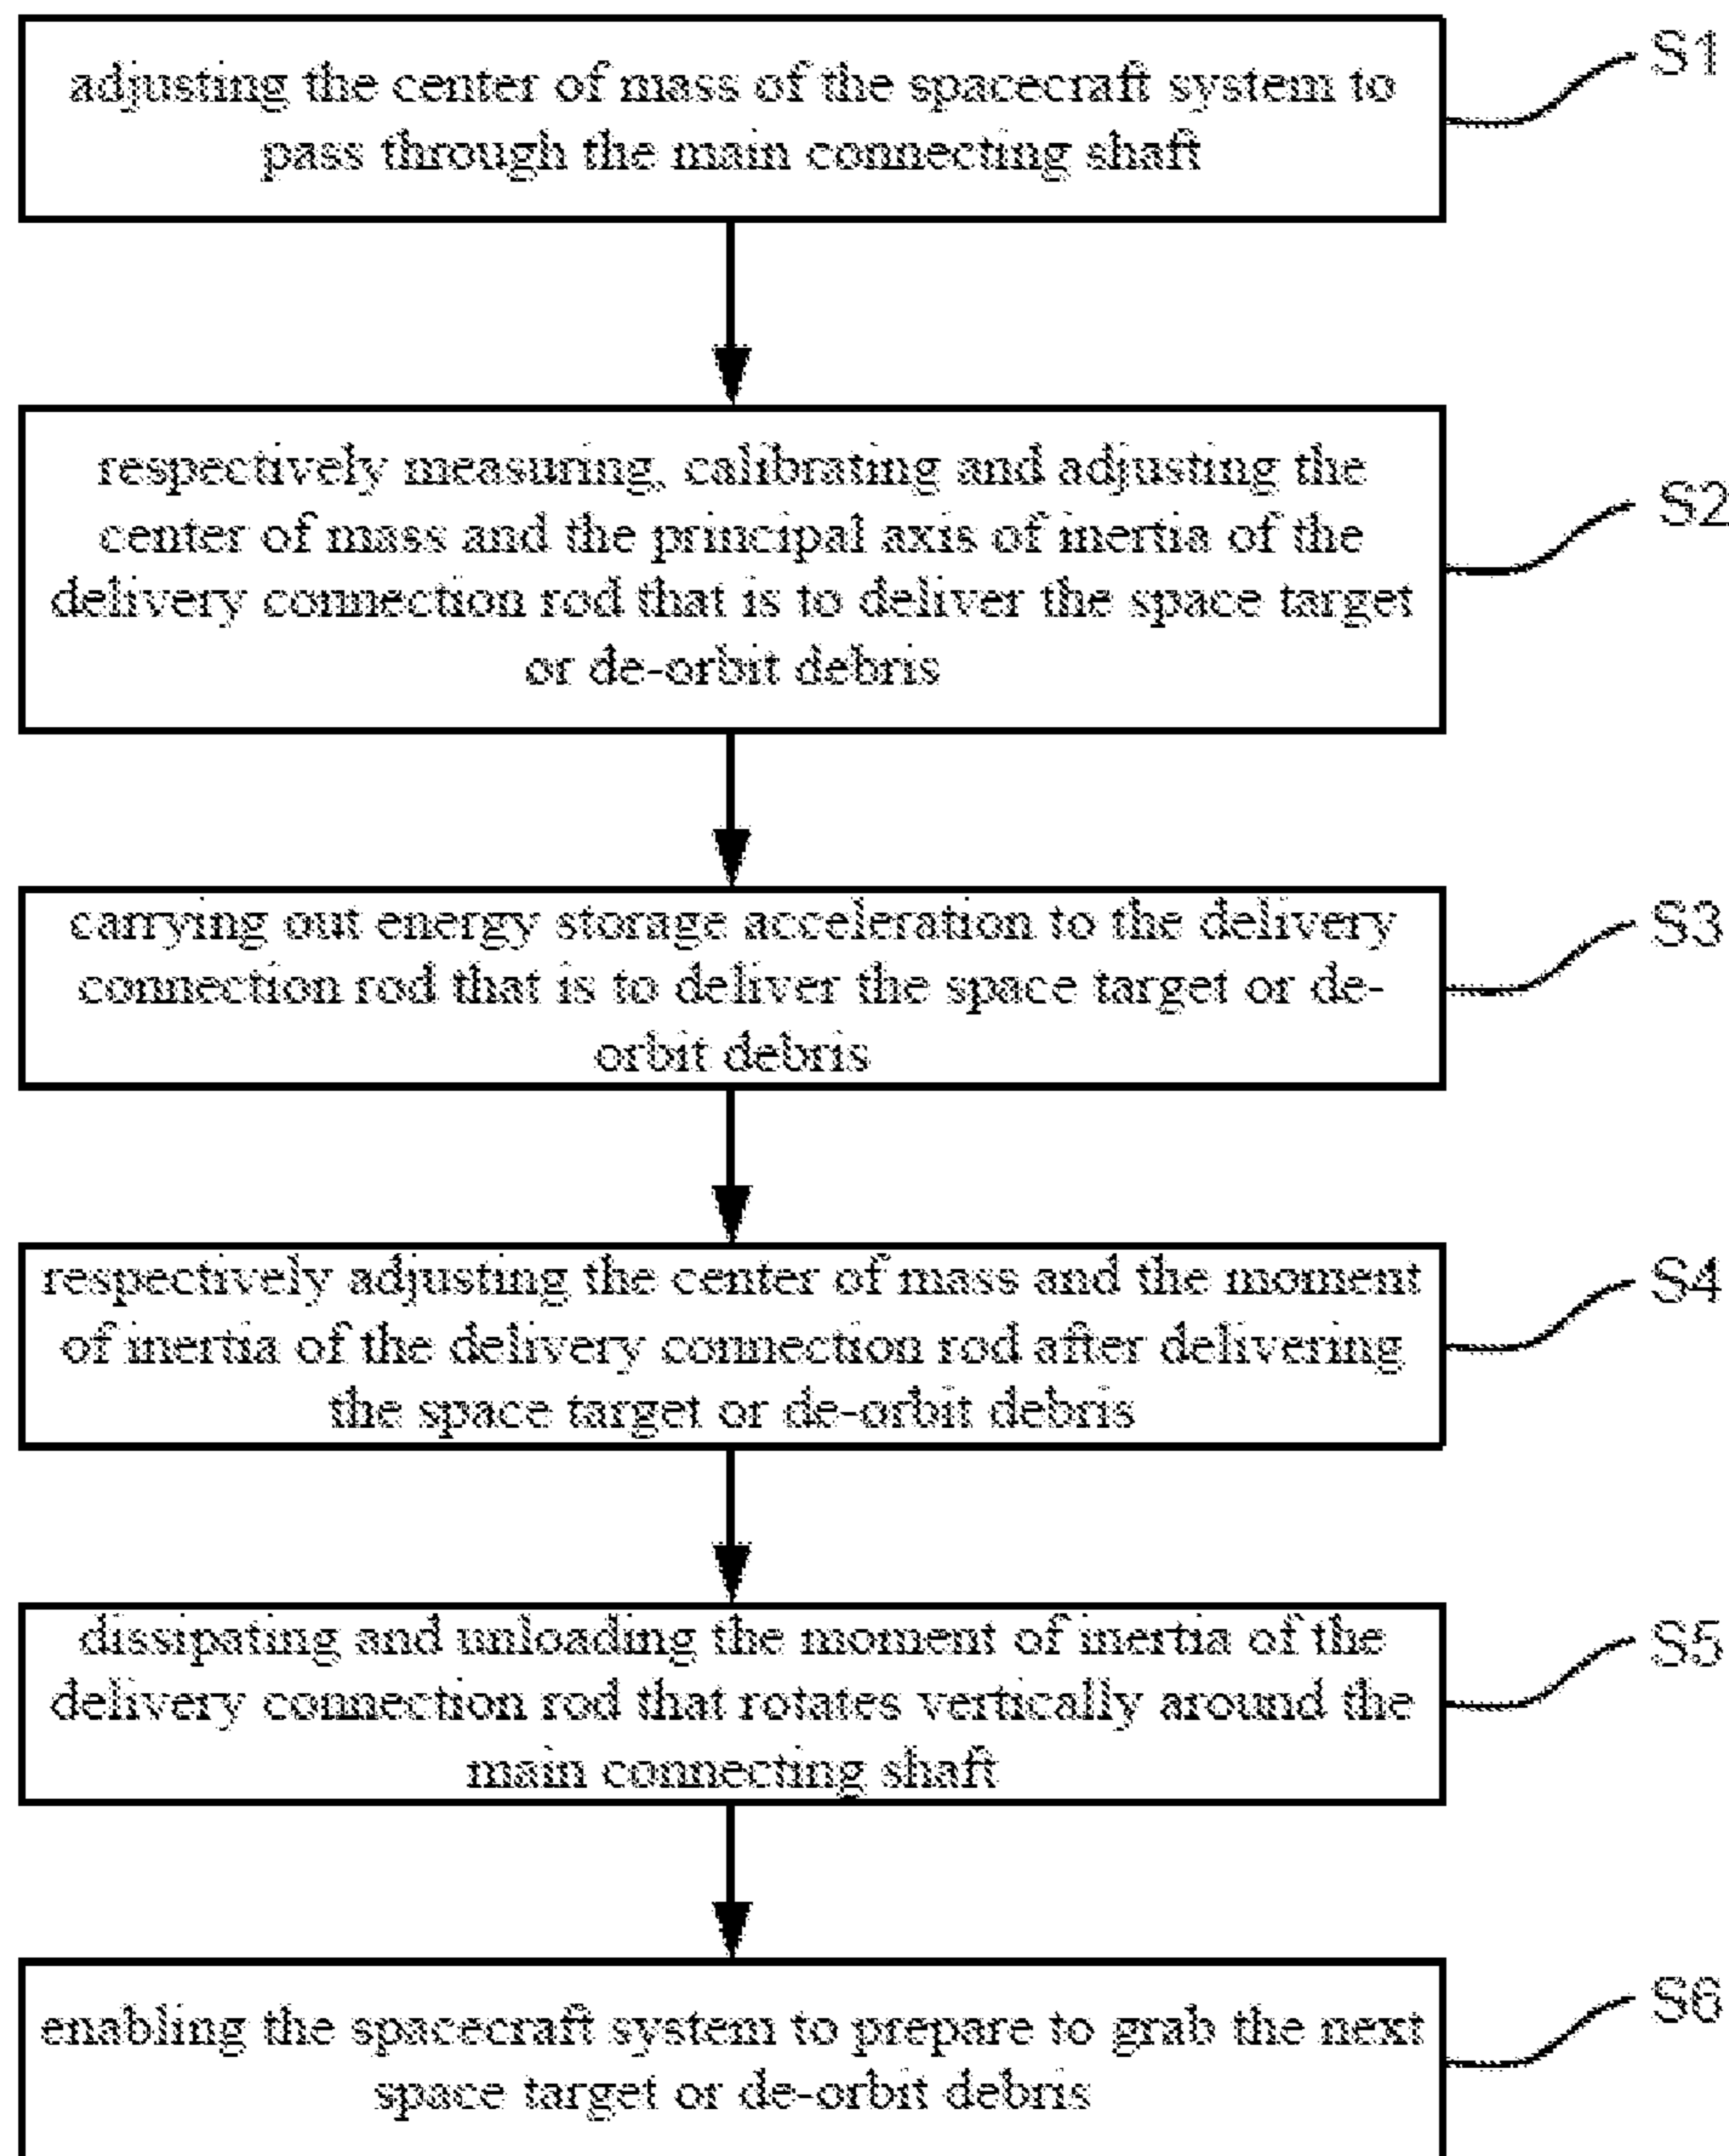 adjusting the center of mass of the spacecraft system to
pass through the main connecting shaft
S1
respectively measuring, calibrating and adjusting the
center of mass and the principal axis of inertia of the
delivery connection rod that is to deliver the space target
or de-orbit debris
S2
carrying out energy storage acceleration to the delivery
connection rod that is to deliver the space target or de-
orbit debris
S3
respectively adjusting the center of mass and the moment
of inertia of the delivery connection rod after delivering
the space target or de-orbit debris
S4
dissipating and unloading the moment of inertia of the
delivery connection rod that rotates vertically around the
main connecting shaft
S5
enabling the spacecraft system to prepare to grab the next
space target or de-orbit debris
S6